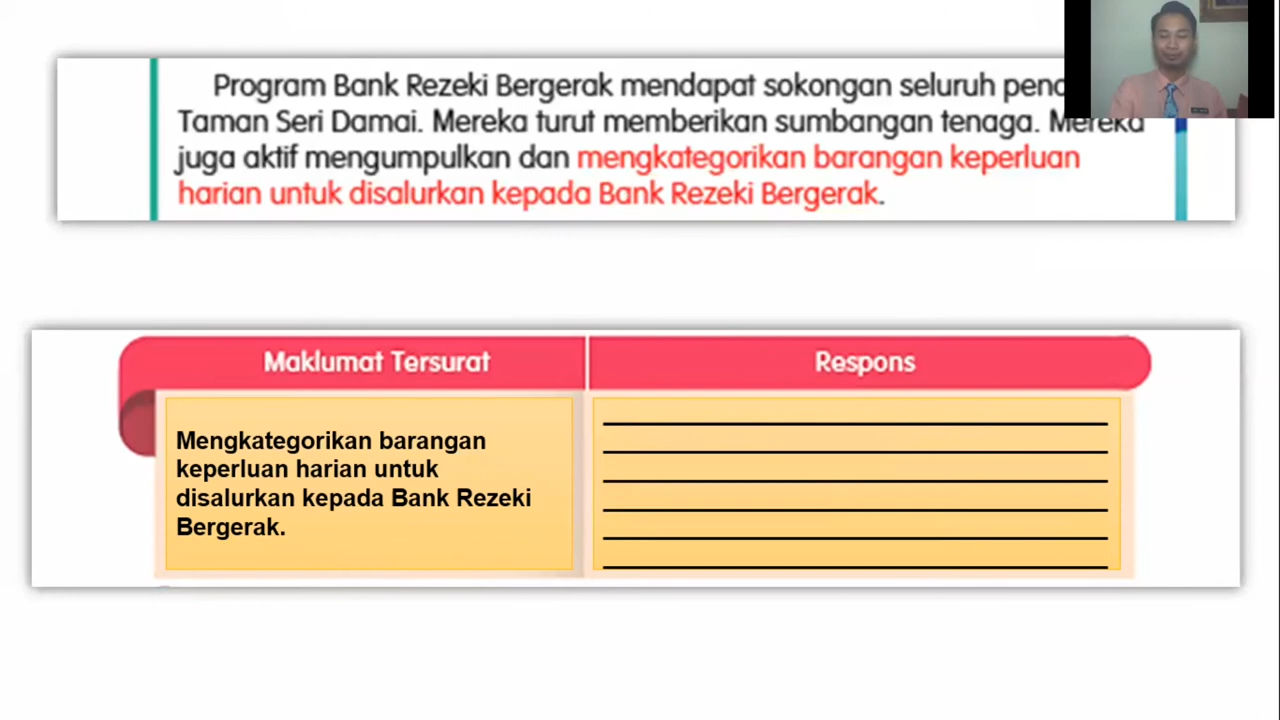 Program Bank Rezeki Bergerak mendapat sokongan seluruh
Taman Seri Damai. Mereka turut memberikan sumbangan tenaga. Mereka
juga aktif mengumpulkan dan mengkategorikan barangan keperluan
harian untuk disalurkan kepada Bank Rezeki Bergerak.
Maklumat Tersurat
Respons
Mengkategorikan barangan
keperluan harian untuk
disalurkan kepada Bank Rezeki
Bergerak.